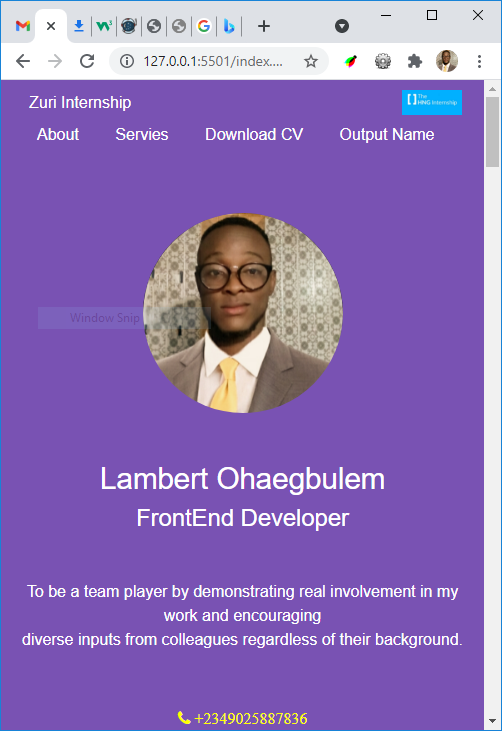 127.0.0.1:5501/index....
Zuri Internship
The
HNG Internship
About Servies Download CV Output Name
Window Snip
Lambert Ohaegbulem
FrontEnd Developer
To be a team player by demonstrating real involvement in my
work and encouraging
diverse inputs from colleagues regardless of their background.
+2349025887836